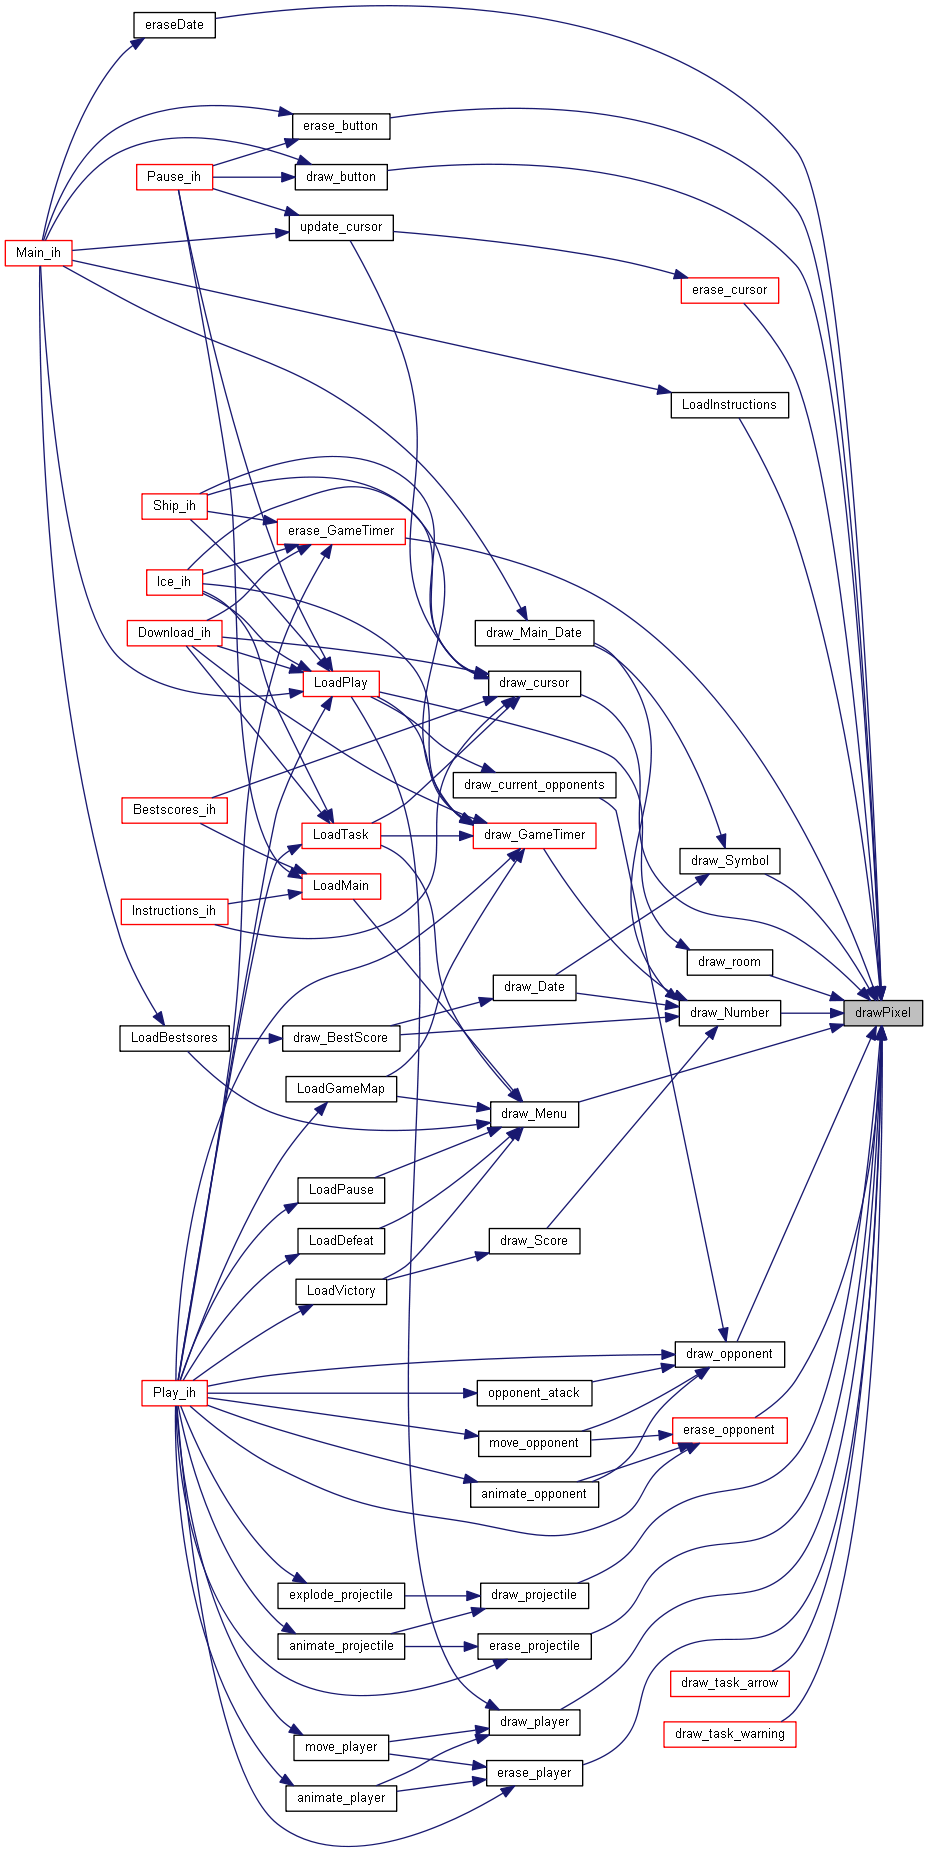 eraseDate
erase_button
Pause_ih
draw_button
update_cursor
Main_ih
erase_cursor
LoadInstructions
Ship_ih
erase_GameTimer
Ice_ih
Download_ih
draw_Main_Date
LoadPlay
draw_cursor
draw_current_opponents
Bestscores_ih
LoadTask
draw_GameTimer
draw_Symbol
LoadMain
Instructions_ih
draw_room
draw_Date
draw_Number
drawPixel
LoadBestsores
draw_BestScore
LoadGameMap
draw_Menu
LoadPause
LoadDefeat
draw_Score
LoadVictory
draw_opponent
Play_ih
opponent_atack
erase_opponent
move_opponent
animate_opponent
explode_projectile
draw_projectile
animate_projectile
erase_projectile
draw_task_arrow
draw_player
draw_task_warning
move_player
erase_player
animate_player